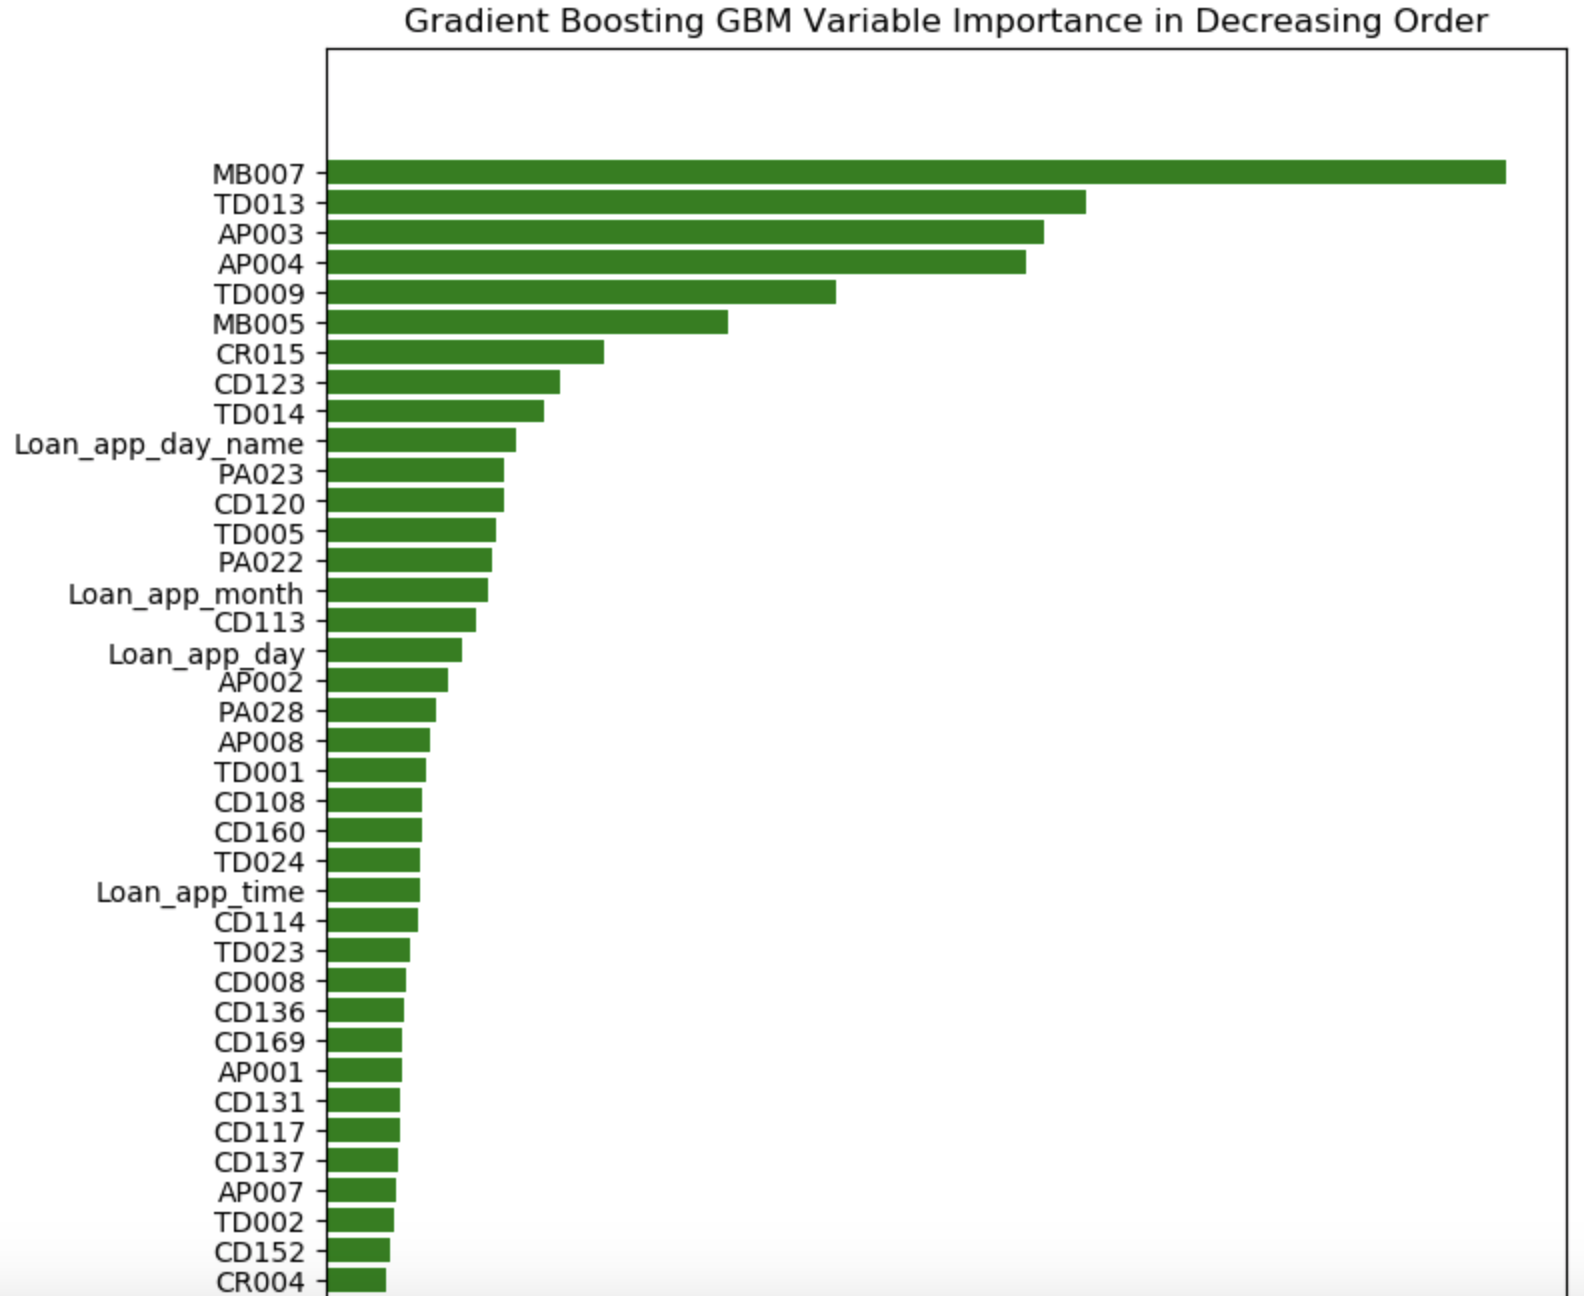 Gradient Boosting GBM Variable Importance in Decreasing Order
MB007
TD013
AP003
AP004
TD009
MB005
CR015
CD123
TD014
Loan_app_day_name
PA023
CD120
TD005
PA022
Loan_app_month
CD113
Loan_app_day
AP002
PA028
AP008
TD001
CD108
CD160
TD024
Loan_app_time
CD114
TD023
CD008
CD136
CD169
AP001
CD131
CD117
CD137
AP007
TD002
CD152
CR004